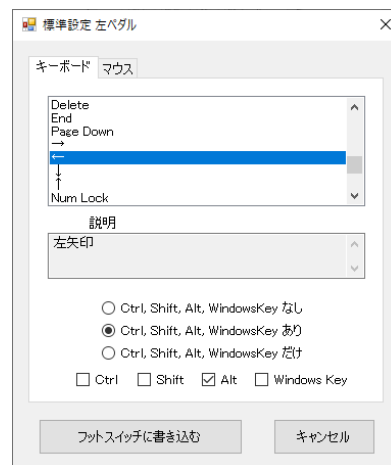 標準設定 左ペダル
キーボード マウス
Delete
End
Page Down
→
←
↓
↑
Num Lock
説明
左矢印
Ctrl, Shift, Alt, WindowsKey なし
Ctrl, Shift, Alt, WindowsKey あり
Ctrl, Shift, Alt, WindowsKey だけ
Ctrl Shift Alt Windows Key
フットスイッチに書き込む キャンセル